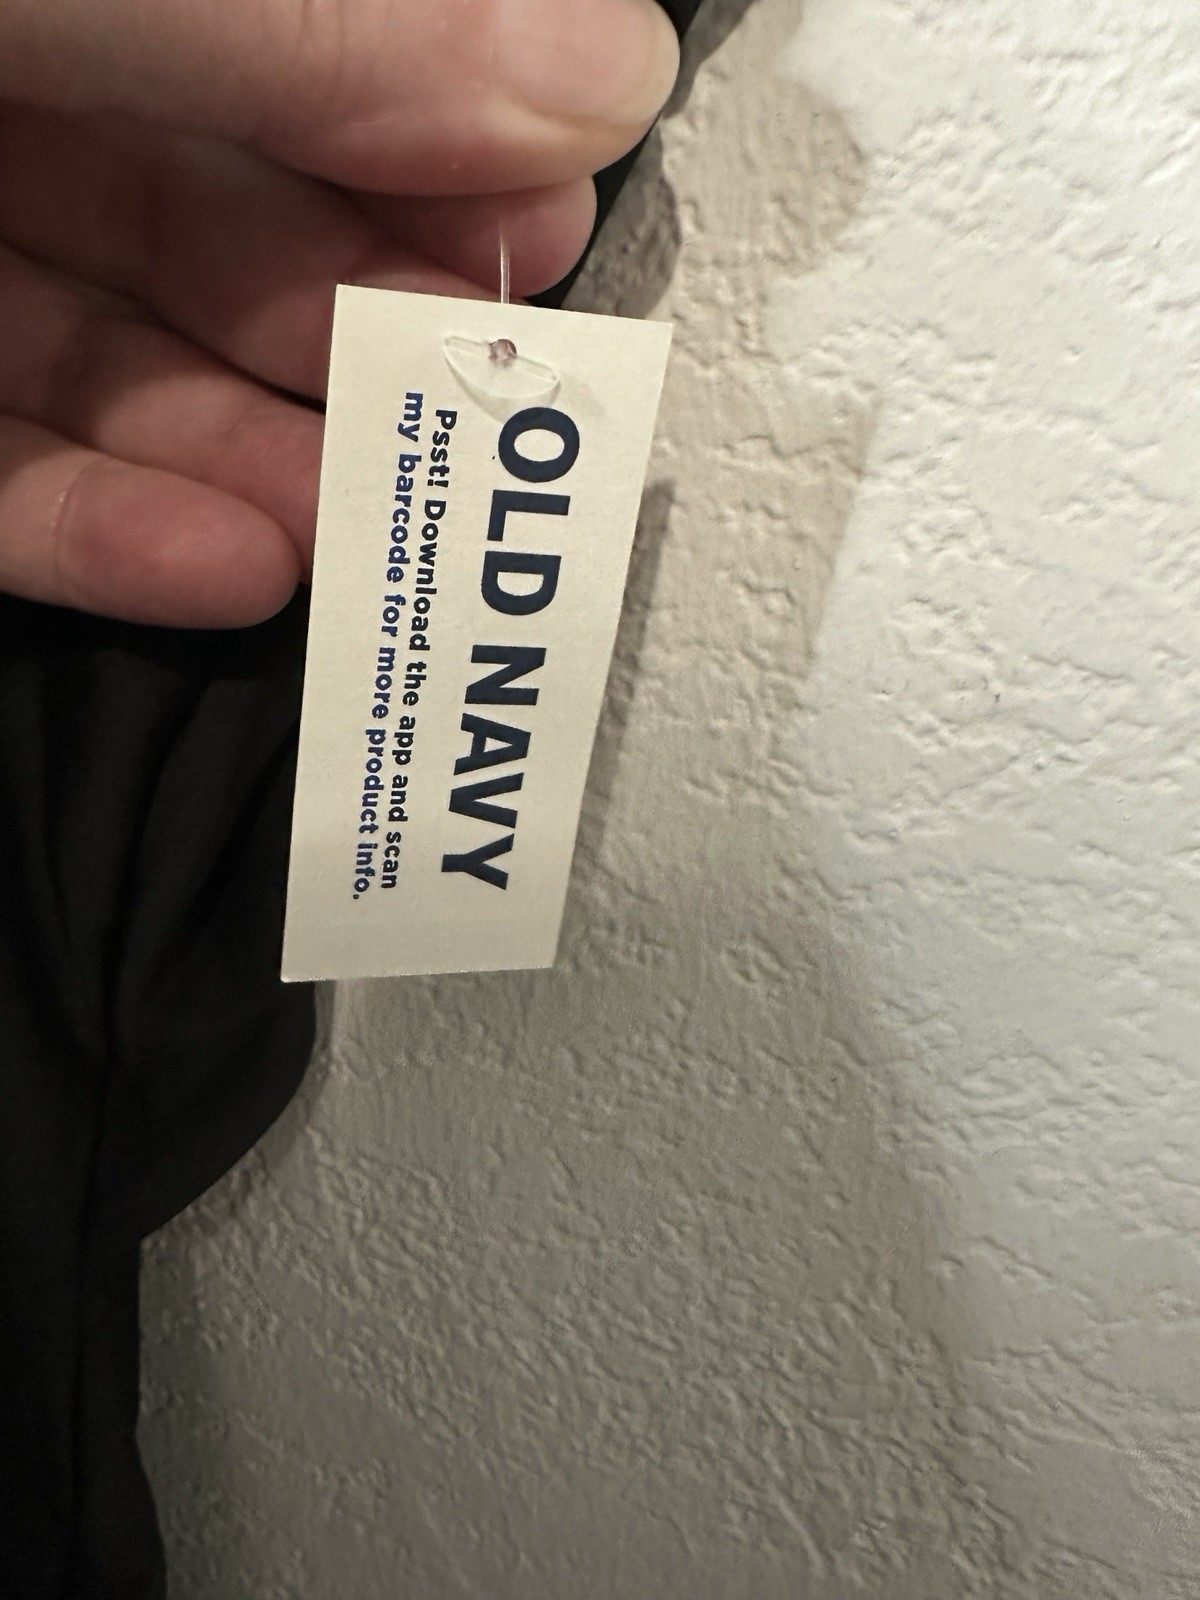 OLD NAVY
Psst! Download the app and scan
my barcode for more product info.